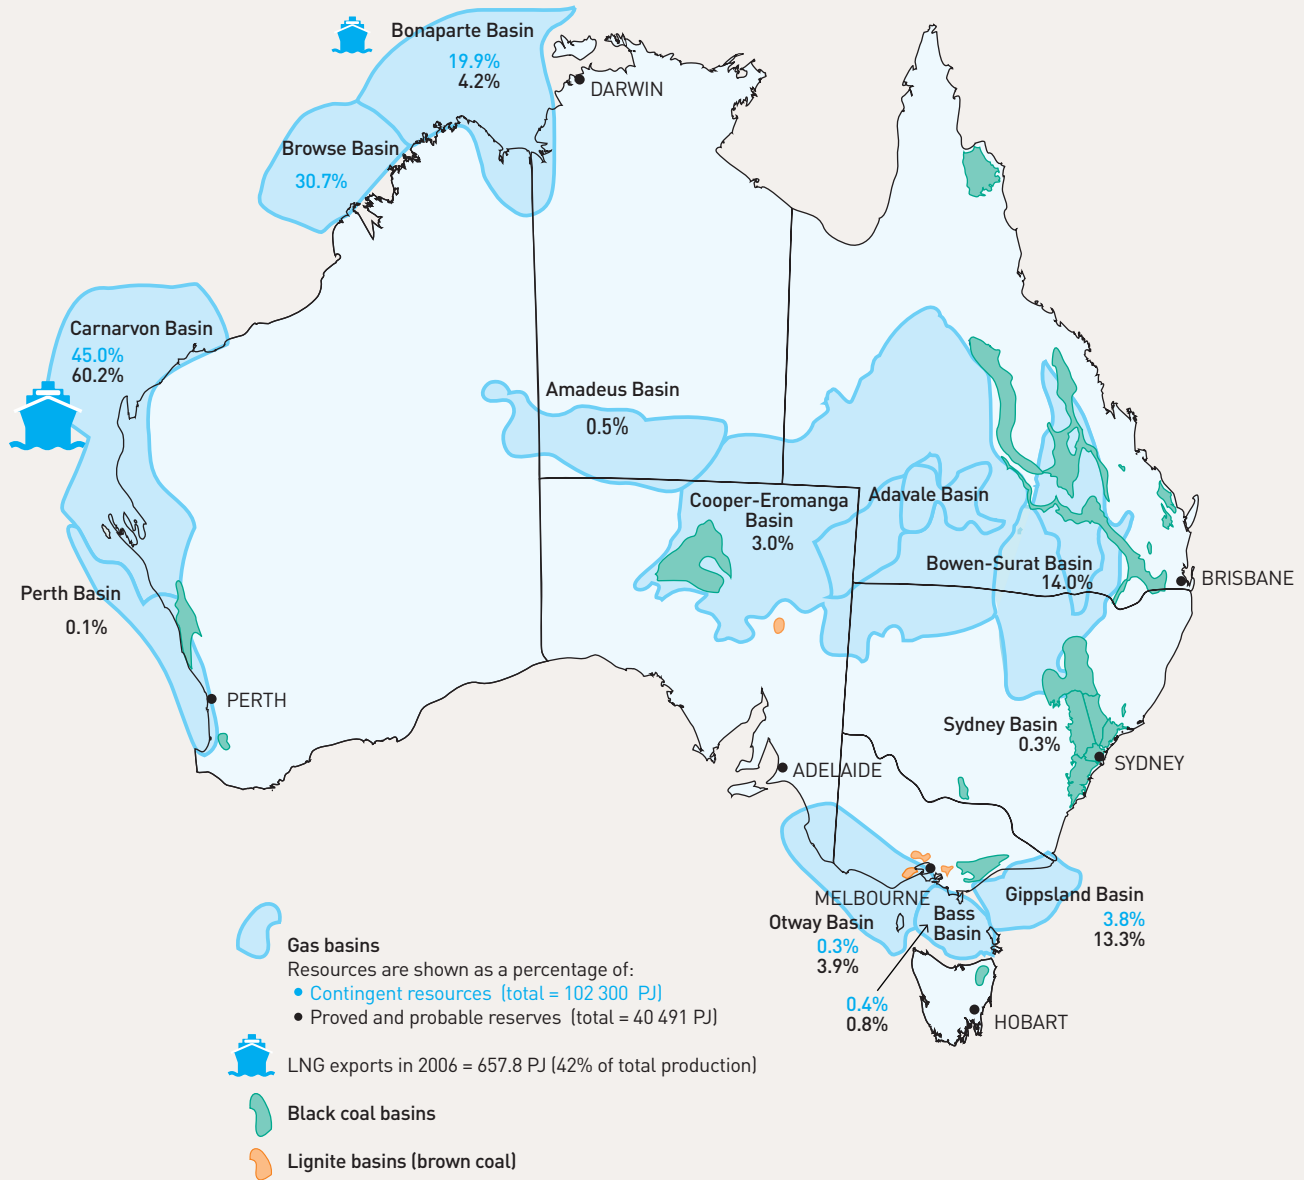 Bonaparte Basin
19.9%
4.2%
DARWIN
Browse Basin
30.7%
Carnarvon Basin
45.0%
60.2%
Amadeus Basin
0.5%
Cooper-Eromanga
Basin
3.0%
Adavale Basin
Bowen-Surat Basin
14.0%
BRISBANE
Perth Basin
0.1%
PERTH
Sydney Basin
0.3%
SYDNEY
ADELAIDE
MELBOURNE
Gippsland Basin
3.8%
13.3%
Otway Basin
0.3%
3.9%
Bass
Basin
0.4%
0.8%
HOBART
Gas basins
Resources are shown as a percentage of:
• Contingent resources (total = 102 300 PJ)
• Proved and probable reserves (total = 40 491 PJ)
LNG exports in 2006 = 657.8 PJ (42% of total production)
Black coal basins
Lignite basins (brown coal)